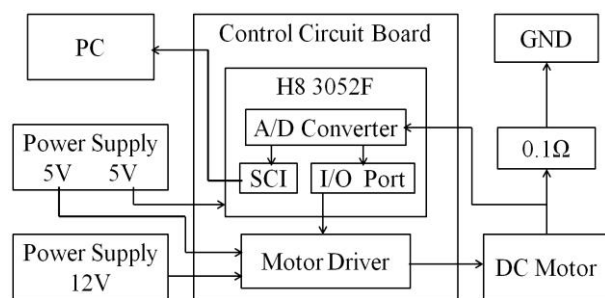 PC
Control Circuit Board
GND
H8 3052F
A/D Converter
0.1Ω
Power Supply
5V 5V
SCI
I/O Port
Power Supply
12V
Motor Driver
DC Motor